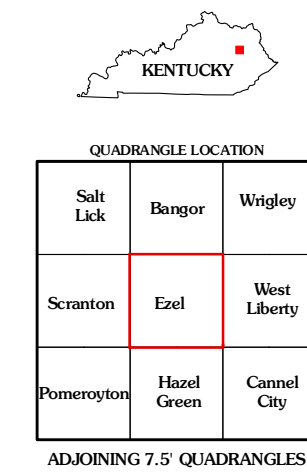 KENTUCKY
QUADRANGLE LOCATION
Salt
Lick
Bangor
Wrigley
Scranton
Ezel
West
Liberty
Pomeroyton
Hazel
Green
Cannel
City
ADJOINING 7.5' QUADRANGLES